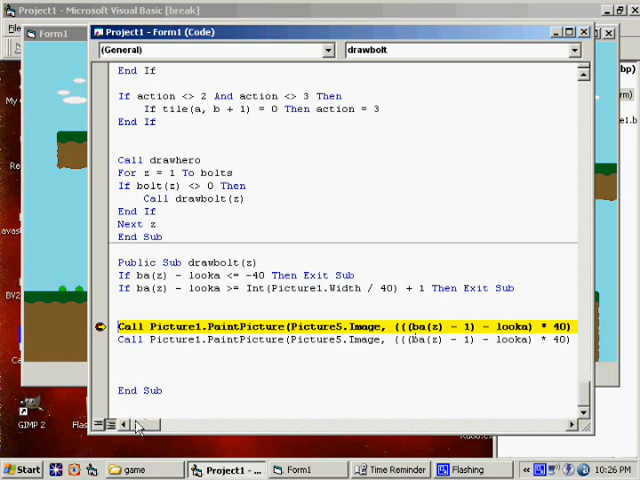 Project1 - Microsoft Visual Basic [break]
Form1
Project1 - Form1 (Code)
(General)
drawbolt
End If
If action <> 2 And action <> 3 Then
If tile(a, b + 1) = 0 Then action = 3
End If
Call drawhero
For z = 1 To bolts
If bolt(z) <> 0 Then
Call drawbolt(z)
End If
Next z
End Sub
Public Sub drawbolt(z)
If ba(z) - looka <= -40 Then Exit Sub
If ba(z) - looka >= Int(Picture1.Width / 40) + 1 Then Exit Sub
Call Picture1.PaintPicture(Picture5.Image, (((ba(z) - 1) - looka) * 40)
Call Picture1.PaintPicture(Picture5.Image, (((ba(z) - 1) - looka) * 40)
End Sub
GIMP 2
Start
game
Project1 - ...
Form1
Time Reminder
Flashing
10:26 PM